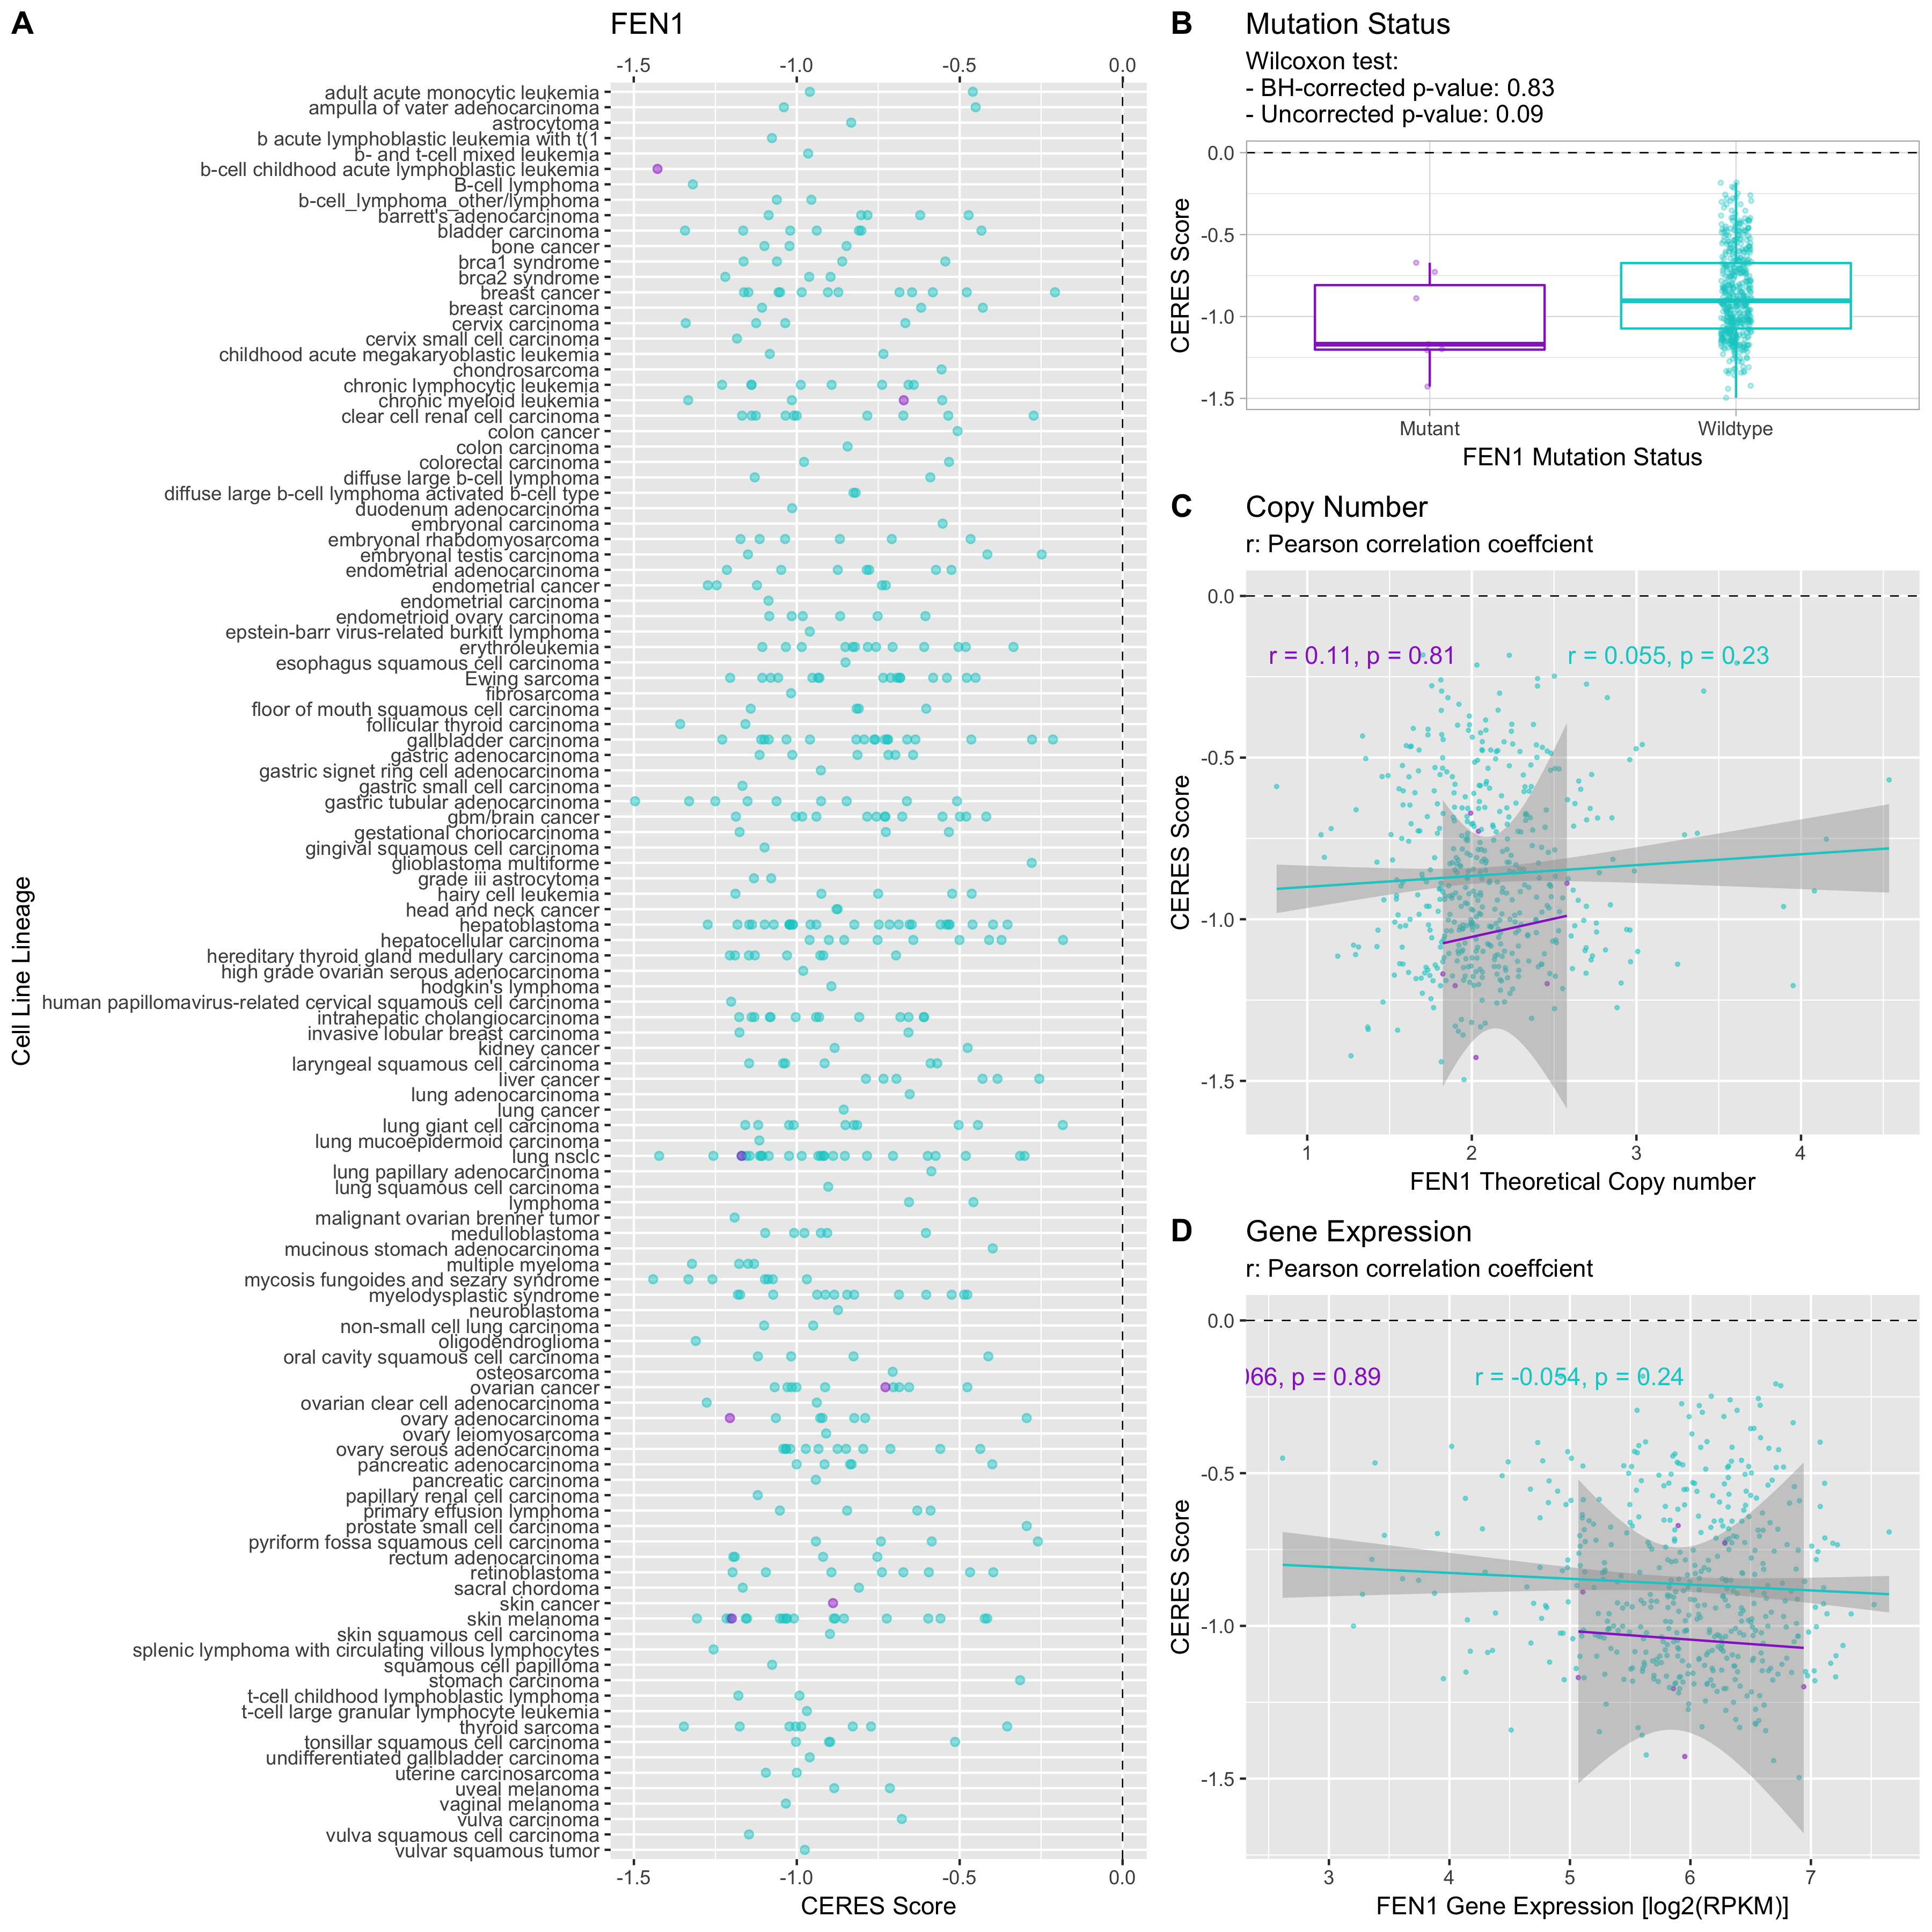 A
FEN1
-1.5 -1.0 -0.5 0.0
Cell Line Lineage
adult acute monocytic leukemia
ampulla of vater adenocarcinoma
astrocytoma
b acute lymphoblastic leukemia with t(1
b- and t-cell mixed leukemia
b-cell childhood acute lymphoblastic leukemia
B-cell lymphoma
b-cell_lymphoma_other/lymphoma
barrett's adenocarcinoma
bladder carcinoma
bone cancer
brca1 syndrome
brca2 syndrome
breast cancer
breast carcinoma
cervix carcinoma
cervix small cell carcinoma
childhood acute megakaryoblastic leukemia
chondrosarcoma
chronic lymphocytic leukemia
chronic myeloid leukemia
clear cell renal cell carcinoma
colon cancer
colon carcinoma
colorectal carcinoma
diffuse large b-cell lymphoma
diffuse large b-cell lymphoma activated b-cell type
duodenum adenocarcinoma
embryonal carcinoma
embryonal rhabdomyosarcoma
embryonal testis carcinoma
endometrial adenocarcinoma
endometrial cancer
endometrial carcinoma
endometrioid ovary carcinoma
epstein-barr virus-related burkitt lymphoma
erythroleukemia
esophagus squamous cell carcinoma
Ewing sarcoma
fibrosarcoma
floor of mouth squamous cell carcinoma
follicular thyroid carcinoma
gallbladder carcinoma
gastric adenocarcinoma
gastric signet ring cell adenocarcinoma
gastric small cell carcinoma
gastric tubular adenocarcinoma
gbm/brain cancer
gestational choriocarcinoma
gingival squamous cell carcinoma
glioblastoma multiforme
grade iii astrocytoma
hairy cell leukemia
head and neck cancer
hepatoblastoma
hepatocellular carcinoma
hereditary thyroid gland medullary carcinoma
high grade ovarian serous adenocarcinoma
hodgkin's lymphoma
human papillomavirus-related cervical squamous cell carcinoma
intrahepatic cholangiocarcinoma
invasive lobular breast carcinoma
kidney cancer
laryngeal squamous cell carcinoma
liver cancer
lung adenocarcinoma
lung cancer
lung giant cell carcinoma
lung mucoepidermoid carcinoma
lung nsclc
lung papillary adenocarcinoma
lung squamous cell carcinoma
lymphoma
malignant ovarian brenner tumor
medulloblastoma
mucinous stomach adenocarcinoma
multiple myeloma
mycosis fungoides and sezary syndrome
myelodysplastic syndrome
neuroblastoma
non-small cell lung carcinoma
oligodendroglioma
oral cavity squamous cell carcinoma
osteosarcoma
ovarian cancer
ovarian clear cell adenocarcinoma
ovary adenocarcinoma
ovary leiomyosarcoma
ovary serous adenocarcinoma
pancreatic adenocarcinoma
pancreatic carcinoma
papillary renal cell carcinoma
primary effusion lymphoma
prostate small cell carcinoma
pyriform fossa squamous cell carcinoma
rectum adenocarcinoma
retinoblastoma
sacral chordoma
skin cancer
skin melanoma
skin squamous cell carcinoma
splenic lymphoma with circulating villous lymphocytes
squamous cell papilloma
stomach carcinoma
t-cell childhood lymphoblastic lymphoma
t-cell large granular lymphocyte leukemia
thyroid sarcoma
tonsillar squamous cell carcinoma
undifferentiated gallbladder carcinoma
uterine carcinosarcoma
uveal melanoma
vaginal melanoma
vulva carcinoma
vulva squamous cell carcinoma
vulvar squamous tumor
-1.5 -1.0 -0.5 0.0
CERES Score
B
Mutation Status
Wilcoxon test:
- BH-corrected p-value: 0.83
- Uncorrected p-value: 0.09
CERES Score
0.0
-0.5
-1.0
-1.5
Mutant Wildtype
FEN1 Mutation Status
C
Copy Number
r: Pearson correlation coeffcient
CERES Score
0.0
r = 0.11, p = 0.81 r = 0.055, p = 0.23
-0.5
-1.0
-1.5
1 2 3 4
FEN1 Theoretical Copy number
D
Gene Expression
r: Pearson correlation coeffcient
CERES Score
0.0
066, p = 0.89 r = -0.054, p = 0.24
-0.5
-1.0
-1.5
3 4 5 6 7
FEN1 Gene Expression [log2(RPKM)]